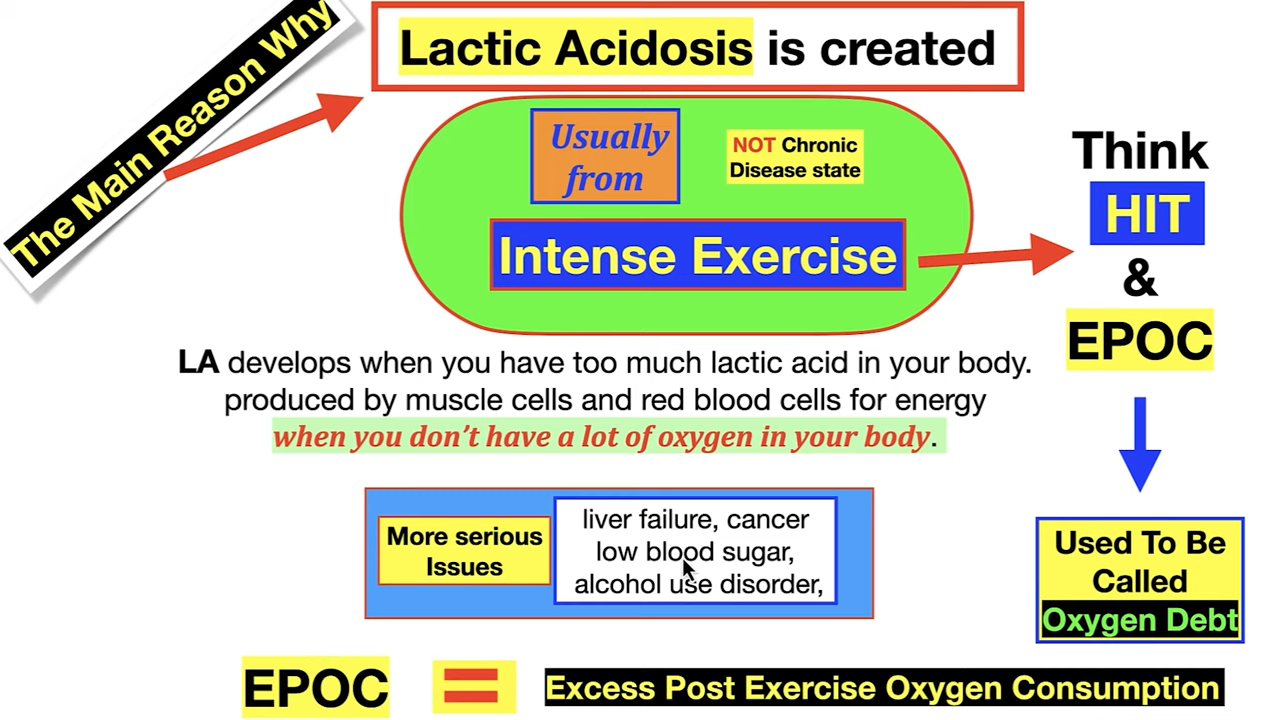 The Main Reason Why
Lactic Acidosis is created
Usually
from
NOT Chronic
Disease state
Intense Exercise
Think
HIT
&
EPOC
LA develops when you have too much lactic acid in your body.
produced by muscle cells and red blood cells for energy
when you don’t have a lot of oxygen in your body.
More serious
Issues
liver failure, cancer
low blood sugar,
alcohol use disorder,
Used To Be
Called
Oxygen Debt
EPOC = Excess Post Exercise Oxygen Consumption